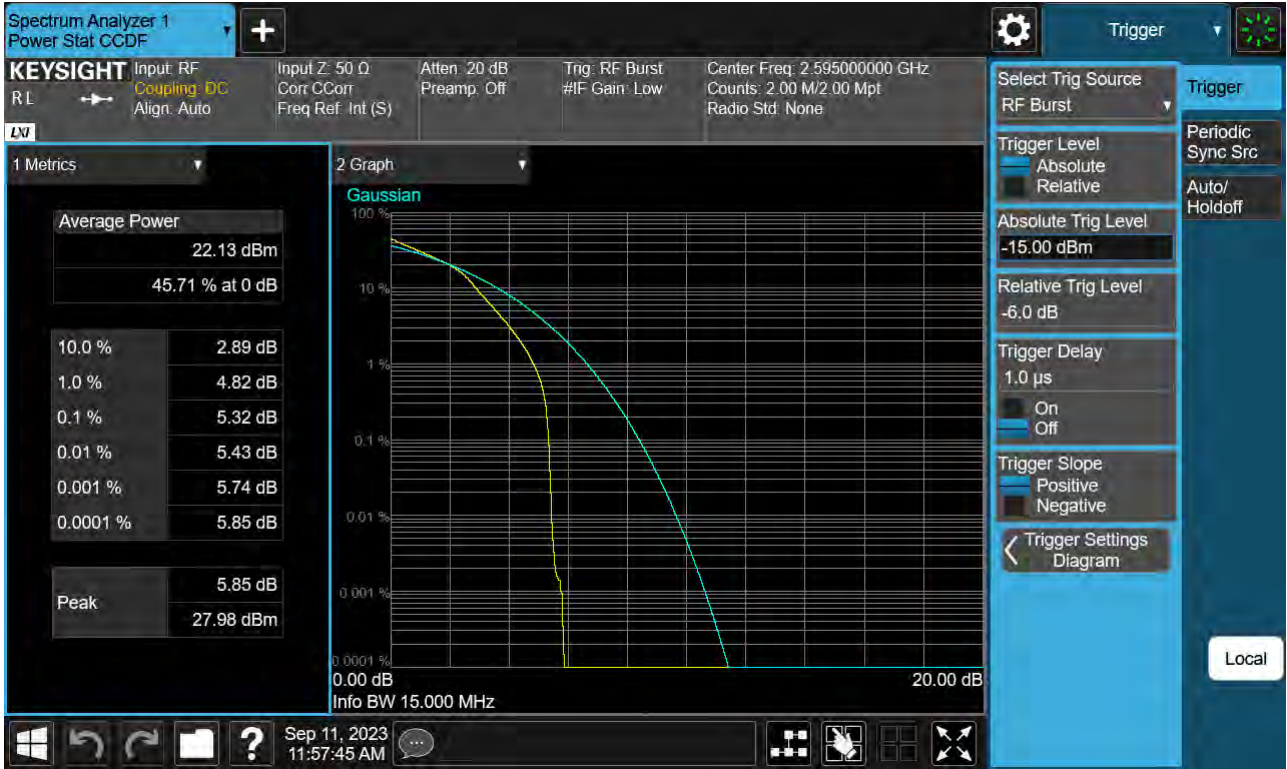 Spectrum Analyzer 1
Power Stat CCDF
+
Trigger
KEYSIGHT
R L
LXI
Input: RF
Coupling: DC
Align: Auto
Input Z: 50 Ω
Corr CCorr
Freq Ref: Int (S)
Atten: 20 dB
Preamp: Off
Trig: RF Burst
#IF Gain: Low
Center Freq: 2.595000000 GHz
Counts: 2.00 M/2.00 Mpt
Radio Std: None
1 Metrics
Average Power
22.13 dBm
45.71 % at 0 dB
10.0 % 2.89 dB
1.0 % 4.82 dB
0.1 % 5.32 dB
0.01 % 5.43 dB
0.001 % 5.74 dB
0.0001 % 5.85 dB
Peak
5.85 dB
27.98 dBm
2 Graph
Gaussian
100 %
10 %
1 %
0.1 %
0.01 %
0.001 %
0.0001 %
0.00 dB 20.00 dB
Info BW 15.000 MHz
Select Trig Source
RF Burst
Trigger Level
Absolute
Relative
Absolute Trig Level
-15.00 dBm
Relative Trig Level
-6.0 dB
Trigger Delay
1.0 µs
On
Off
Trigger Slope
Positive
Negative
Trigger Settings
Diagram
Trigger
Periodic
Sync Src
Auto/
Holdoff
Local
?
Sep 11, 2023
11:57:45 AM